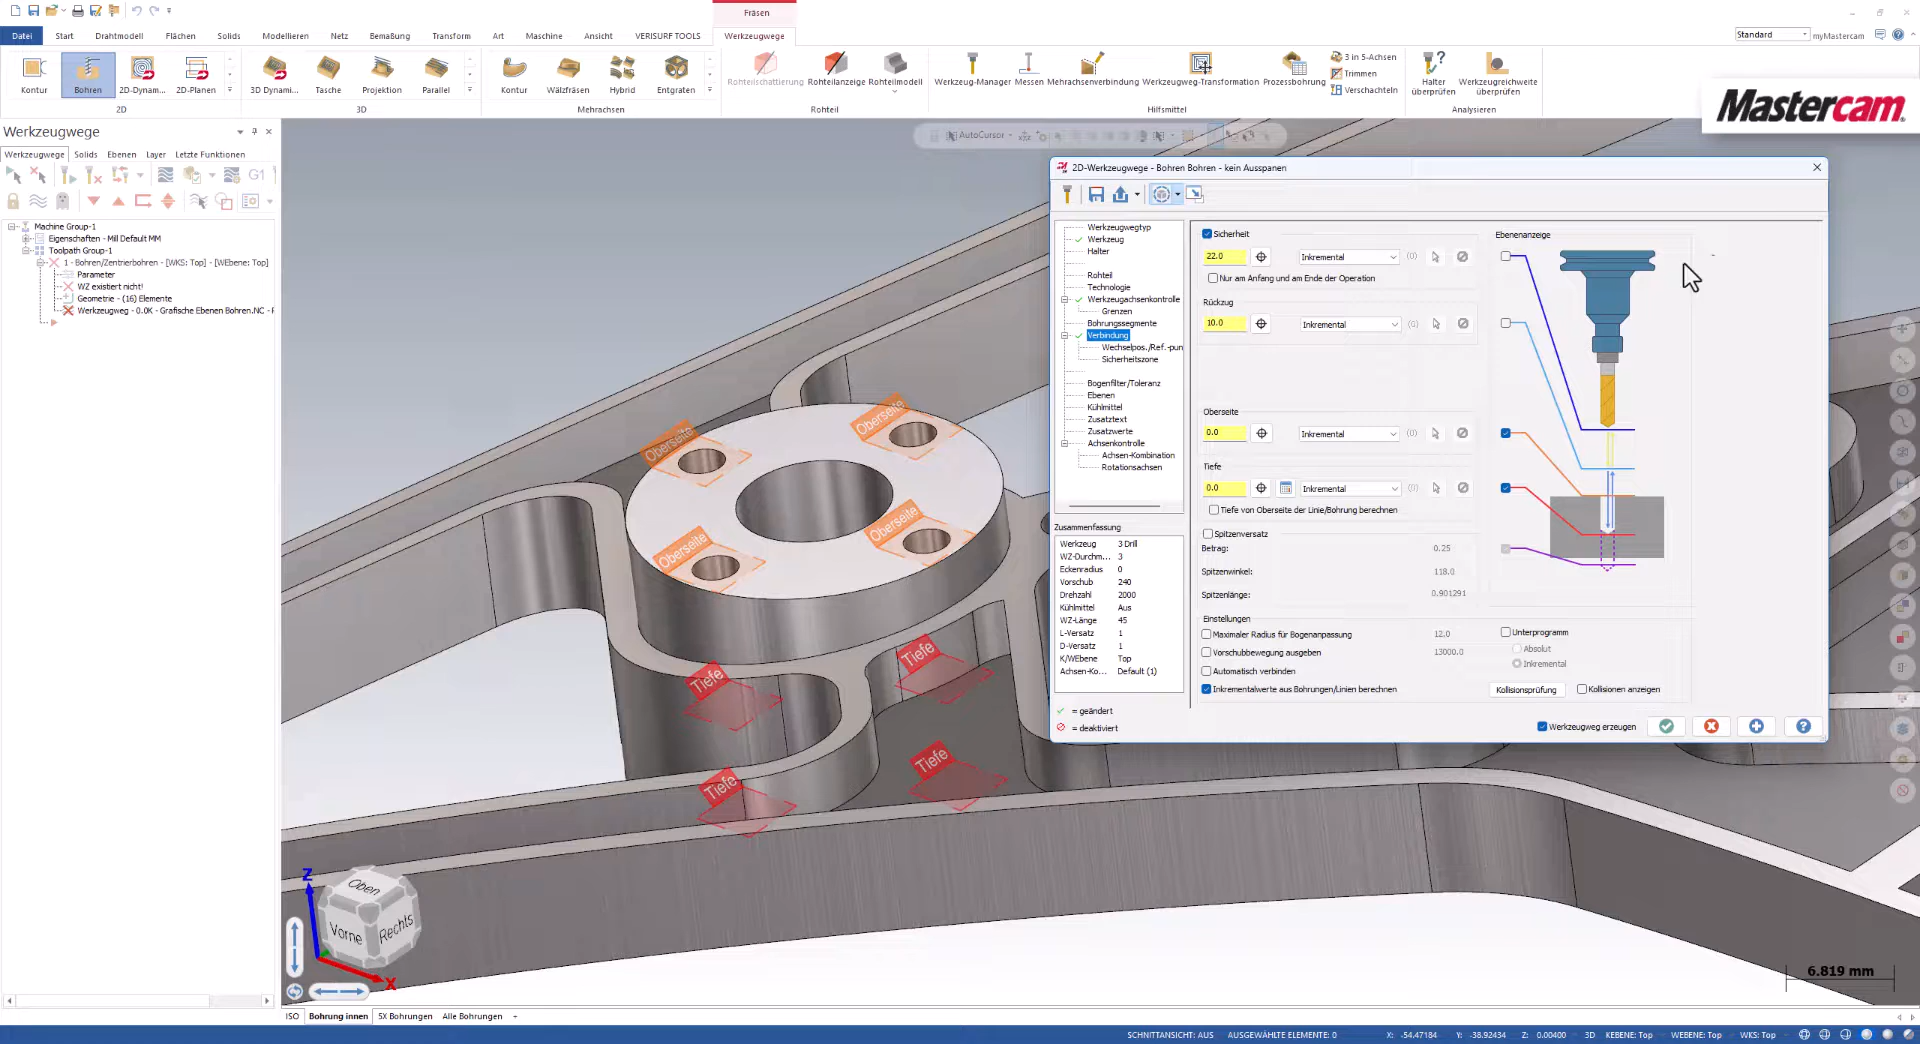 Fräsen
Datei Start Drahtmodell Flächen Solids Modellieren Netz Bemaßung Transform Art Maschine Ansicht VERISURF TOOLS Werkzeugwege
Standard myMastercam
Kontur Bohren 2D-Dynam... 2D-Planen
2D
3D Dynami... Tasche Projektion Parallel
3D
Kontur Wälzfräsen Hybrid Entgraten
Mehrachsen
Rohteilschattierung Rohteilanzeige Rohteilmodell
Rohteil
Werkzeug-Manager Messen Mehrachsenverbindung Werkzeugweg-Transformation Prozessbohrung
3 in 5-Achsen
Trimmen
Verschachteln
Hilfsmittel
Halter überprüfen
Werkzeugreichweite überprüfen
Analysieren
Mastercam
Werkzeugwege
Werkzeugwege Solids Ebenen Layer Letzte Funktionen
G1
Machine Group-1
Eigenschaften - Mill Default MM
Toolpath Group-1
1 - Bohren/Zentrierbohren - [WKS: Top] - [WEbene: Top]
Parameter
WZ existiert nicht!
Geometrie - (16) Elemente
Werkzeugweg - 0.0K - Grafische Ebenen Bohren.NC - P
AutoCursor
Oberseite
Oberseite
Oberseite
Oberseite
Tiefe
Tiefe
Tiefe
Tiefe
Z
Oben
Vorne
Rechts
X
2D-Werkzeugwege - Bohren Bohren - kein Ausspanen
Werkzeugwegtyp
Werkzeug
Halter
Rohteil
Technologie
Werkzeugachsenkontrolle
Grenzen
Bohrungssegmente
Verbindung
Wechselpos./Ref.-pun
Sicherheitszone
Bogenfilter/Toleranz
Ebenen
Kühlmittel
Zusatztext
Zusatzwerte
Achsenkontrolle
Achsen-Kombination
Rotationsachsen
Zusammenfassung
Werkzeug 3 Drill
WZ-Durchm... 3
Eckenradius 0
Vorschub 240
Drehzahl 2000
Kühlmittel Aus
WZ-Länge 45
L-Versatz 1
D-Versatz 1
K/WEbene Top
Achsen-Ko... Default (1)
= geändert
= deaktiviert
Sicherheit
22.0 Inkremental (0)
Nur am Anfang und am Ende der Operation
Rückzug
10.0 Inkremental (0)
Oberseite
0.0 Inkremental (0)
Tiefe
0.0 Inkremental (0)
Tiefe von Oberseite der Linie/Bohrung berechnen
Spitzenversatz
Betrag: 0.25
Spitzenwinkel: 118.0
Spitzenlänge: 0.901291
Einstellungen
Maximaler Radius für Bogenanpassung 12.0
Vorschubbewegung ausgeben 13000.0
Automatisch verbinden
Inkrementalwerte aus Bohrungen/Linien berechnen
Ebenenanzeige
Unterprogramm
Absolut
Inkremental
Kollisionsprüfung Kollisionen anzeigen
Werkzeugweg erzeugen
6.819 mm
ISO Bohrung innen 5X Bohrungen Alle Bohrungen
SCHNITTANSICHT: AUS AUSGEWÄHLTE ELEMENTE: 0 X: -54.47184 Y: -38.92434 Z: 0.00400 3D KEBENE: Top WEBENE: Top WKS: Top